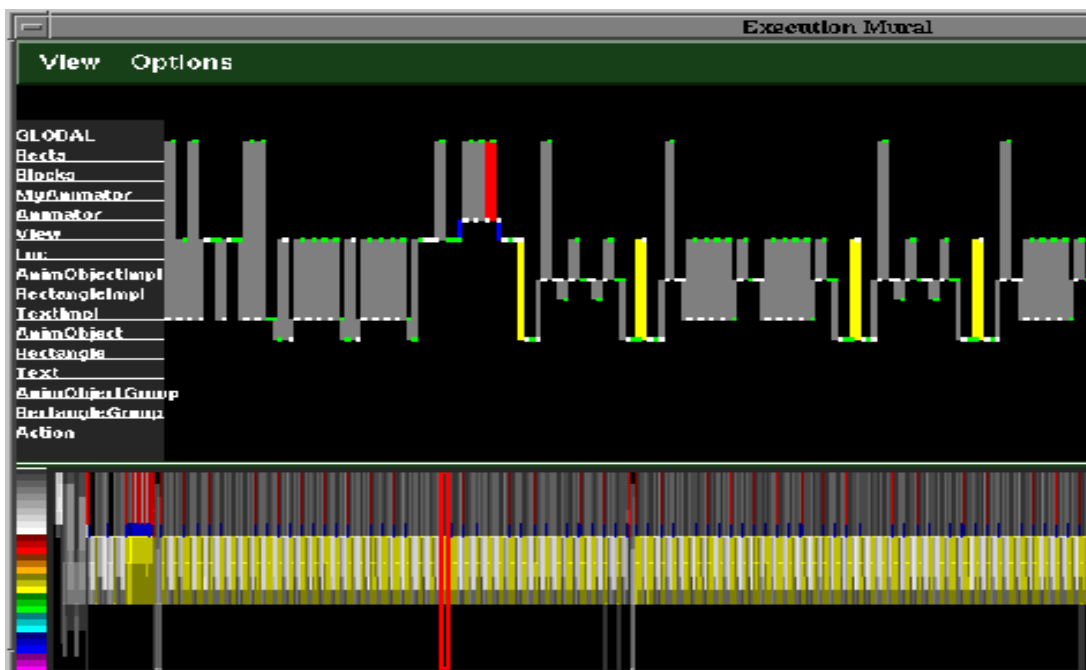 Execution Mural
View Options
GLOBAL
Rects
Blocks
MyAnimator
Animator
View
Loc
AnimObjectImpl
RectangleImpl
TextImpl
AnimObject
Rectangle
Text
AnimObjectGroup
RectangleGroup
Action